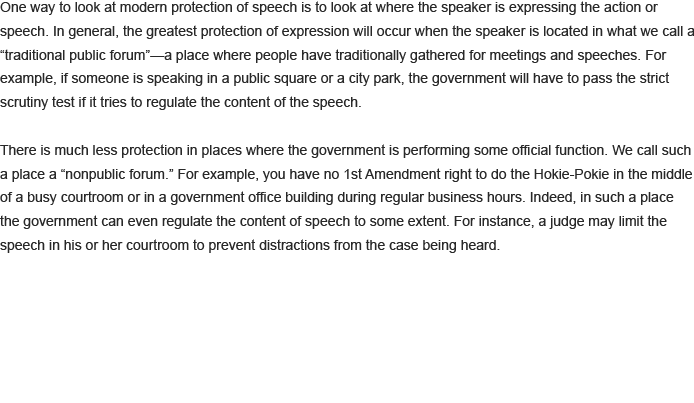 One way to look at modern protection of speech is to look at where the speaker is expressing the action or
speech. In general, the greatest protection of expression will occur when the speaker is located in what we call a
“traditional public forum”—a place where people have traditionally gathered for meetings and speeches. For
example, if someone is speaking in a public square or a city park, the government will have to pass the strict
scrutiny test if it tries to regulate the content of the speech.
There is much less protection in places where the government is performing some official function. We call such
a place a “nonpublic forum.” For example, you have no 1st Amendment right to do the Hokie-Pokie in the middle
of a busy courtroom or in a government office building during regular business hours. Indeed, in such a place
the government can even regulate the content of speech to some extent. For instance, a judge may limit the
speech in his or her courtroom to prevent distractions from the case being heard.